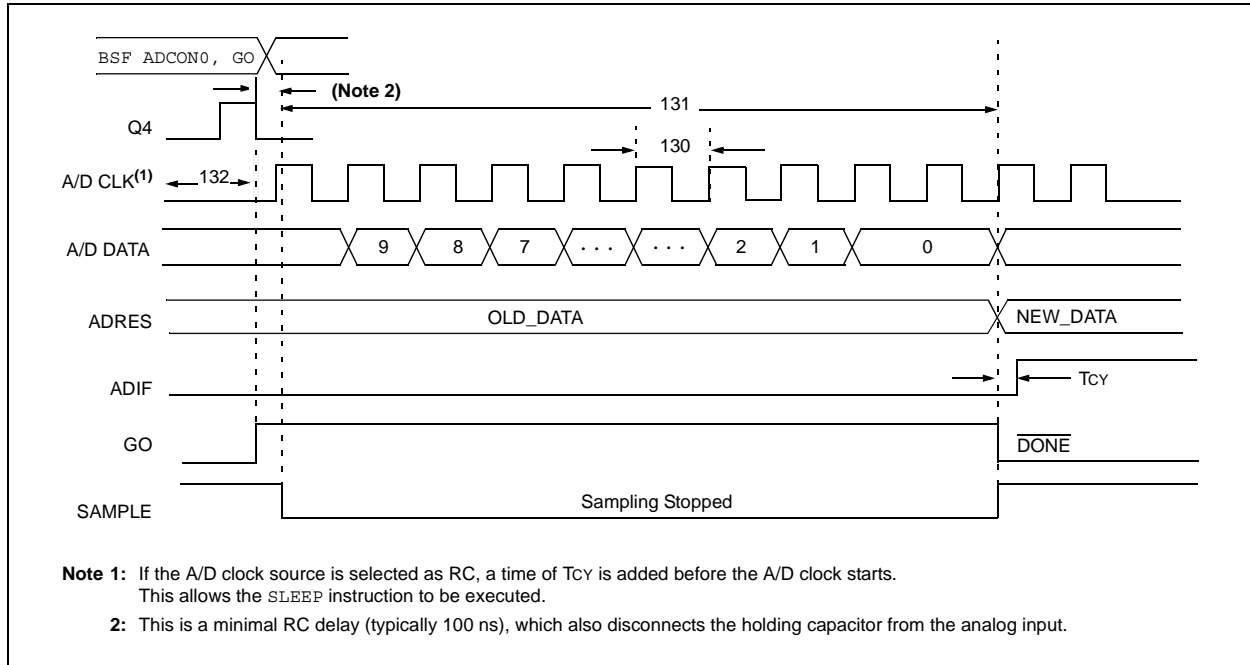 BSF ADCON0, GO
(Note 2)
131
Q4
130
A/D CLK(1)
132
A/D DATA
9 8 7 . . . . . . 2 1 0
ADRES
OLD_DATA
NEW_DATA
ADIF
TCY
GO
DONE
SAMPLE
Sampling Stopped
Note 1: If the A/D clock source is selected as RC, a time of TCY is added before the A/D clock starts.
This allows the SLEEP instruction to be executed.
2: This is a minimal RC delay (typically 100 ns), which also disconnects the holding capacitor from the analog input.